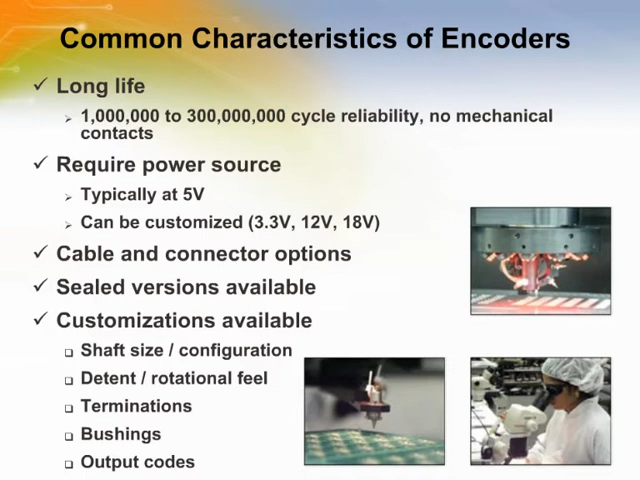 Common Characteristics of Encoders
Long life
1,000,000 to 300,000,000 cycle reliability, no mechanical
contacts
Require power source
Typically at 5V
Can be customized (3.3V, 12V, 18V)
Cable and connector options
Sealed versions available
Customizations available
Shaft size / configuration
Detent / rotational feel
Terminations
Bushings
Output codes